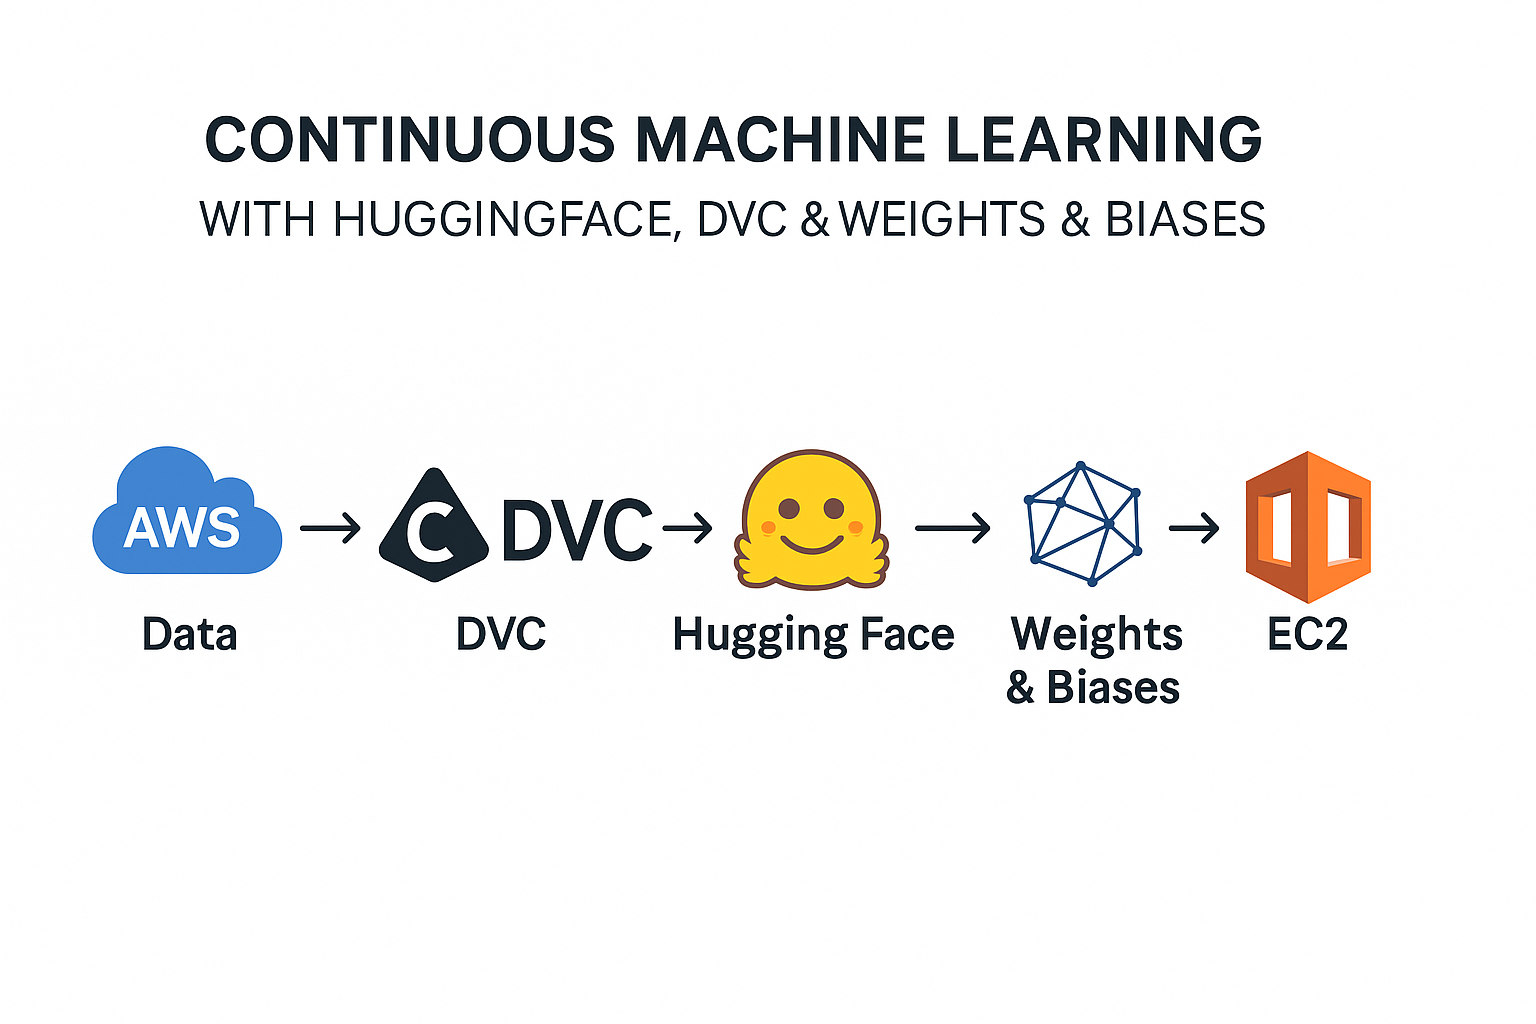 CONTINUOUS MACHINE LEARNING
WITH HUGGINGFACE, DVC & WEIGHTS & BIASES
AWS
C DVC
Data
DVC
Hugging Face
Weights
& Biases
EC2